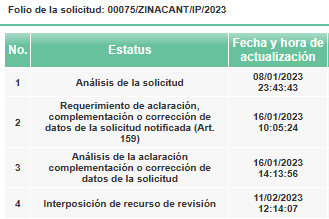 Folio de la solicitud: 00075/ZINACANT/IP/2023
No. Estatus Fecha y hora de
actualización
1 Análisis de la solicitud 08/01/2023
23:43:43
Requerimiento de aclaración,
2 complementación o corrección de 16/01/2023
datos de la solicitud notificada (Art. 10:05:24
159)
Análisis de la aclaración
3 complementación o corrección de 16/01/2023
datos de la solicitud 14:13:56
4 Interposición de recurso de revisión 11/02/2023
12:14:07